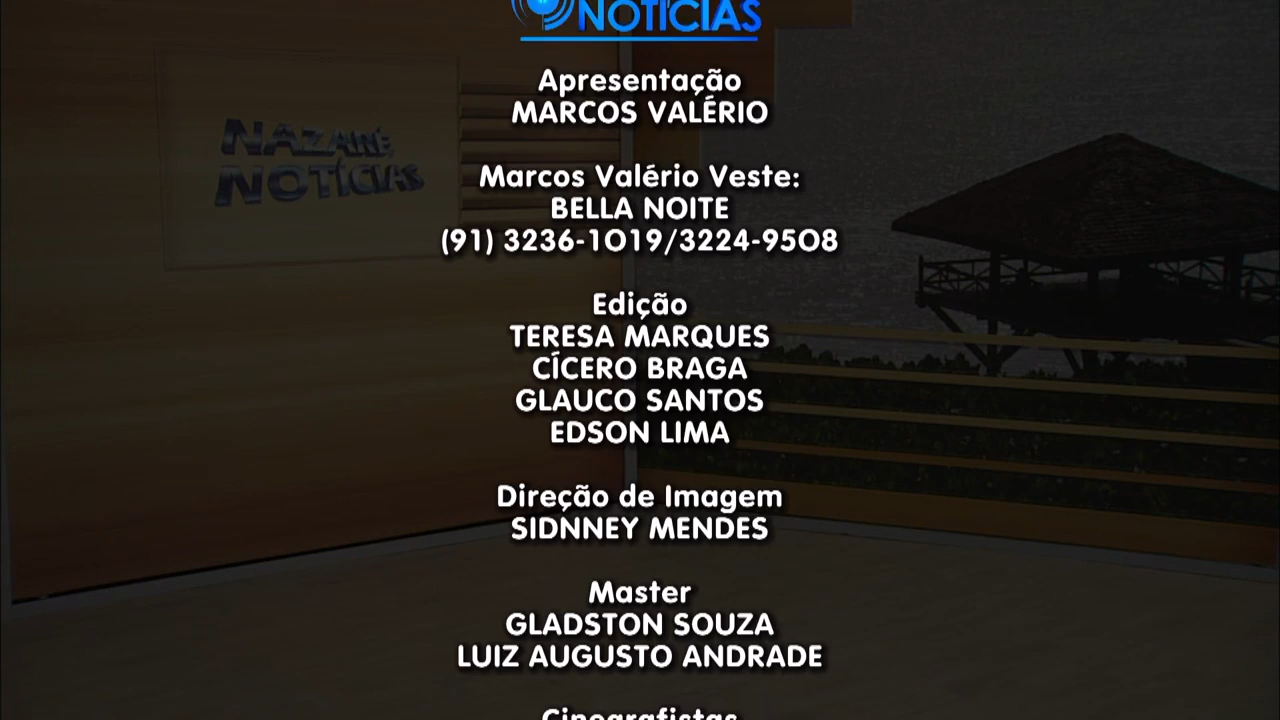 NOTÍCIAS
Apresentação
MARCOS VALÉRIO
Marcos Valério Veste:
BELLA NOITE
(91) 3236-1019/3224-9508
Edição
TERESA MARQUES
CÍCERO BRAGA
GLAUCO SANTOS
EDSON LIMA
Direção de Imagem
SIDNNEY MENDES
Master
GLADSTON SOUZA
LUIZ AUGUSTO ANDRADE
Cinegrafistas
NAZARÉ
NOTÍCIAS